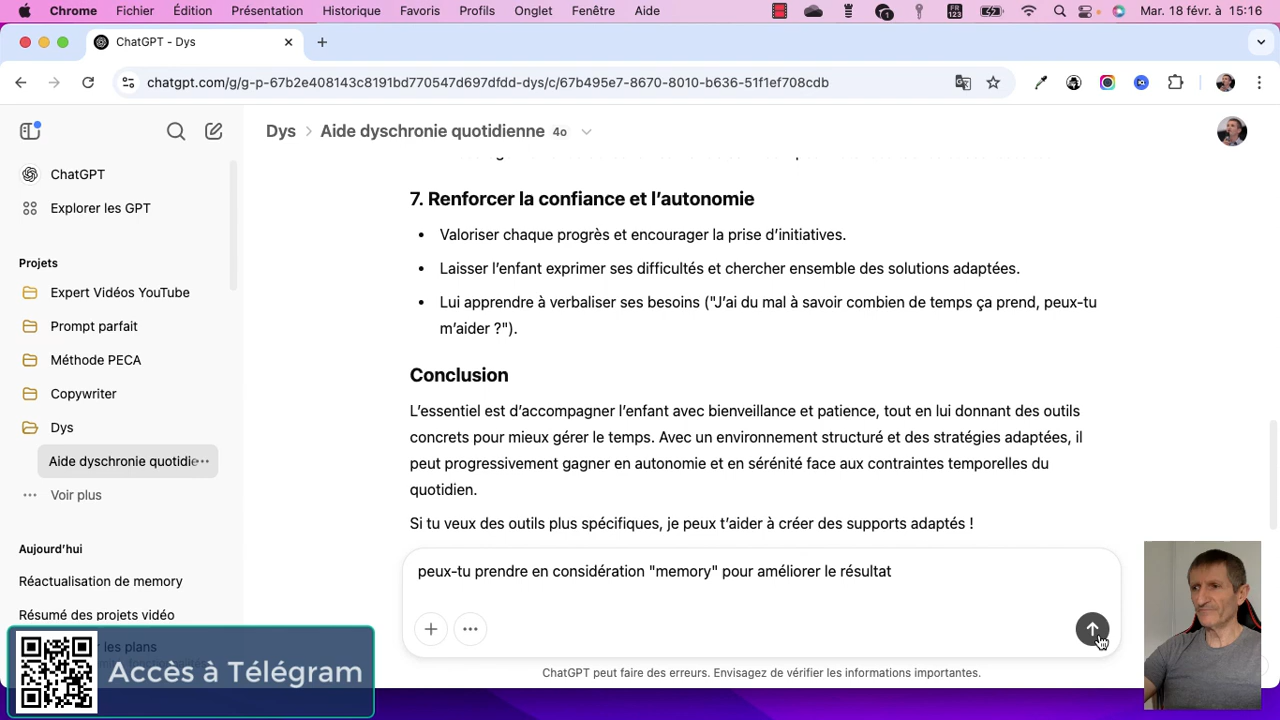 Chrome Fichier Édition Présentation Historique Favoris Profils Onglet Fenêtre Aide FR 123 Mar. 18 févr. à 15:16
ChatGPT - Dys
chatgpt.com/g/g-p-67b2e408143c8191bd770547d697dfdd-dys/c/67b495e7-8670-8010-b636-51f1ef708cdb
Dys > Aide dyschronie quotidienne 4o
ChatGPT
Explorer les GPT
Projets
Expert Vidéos YouTube
Prompt parfait
Méthode PECA
Copywriter
Dys
Aide dyschronie quotidie
Voir plus
Aujourd'hui
Réactualisation de memory
Résumé des projets vidéo
les plans
7. Renforcer la confiance et l'autonomie
• Valoriser chaque progrès et encourager la prise d'initiatives.
• Laisser l'enfant exprimer ses difficultés et chercher ensemble des solutions adaptées.
• Lui apprendre à verbaliser ses besoins ("J'ai du mal à savoir combien de temps ça prend, peux-tu
m'aider ?").
Conclusion
L'essentiel est d'accompagner l'enfant avec bienveillance et patience, tout en lui donnant des outils
concrets pour mieux gérer le temps. Avec un environnement structuré et des stratégies adaptées, il
peut progressivement gagner en autonomie et en sérénité face aux contraintes temporelles du
quotidien.
Si tu veux des outils plus spécifiques, je peux t'aider à créer des supports adaptés !
peux-tu prendre en considération "memory" pour améliorer le résultat
ChatGPT peut faire des erreurs. Envisagez de vérifier les informations importantes.
Accès à Télégram